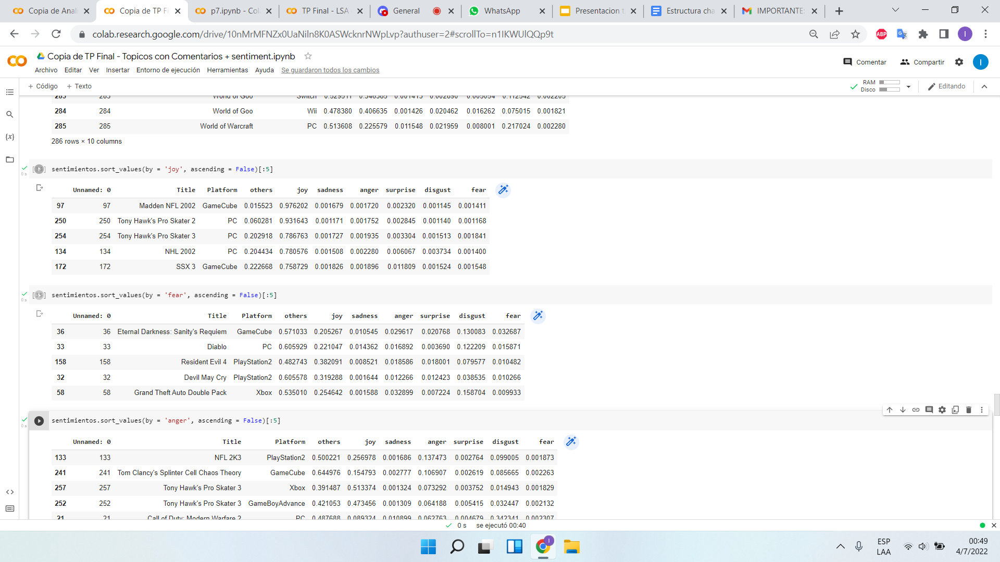 Copia de Anali
Copia de TP Fi
p7.ipynb - Col
TP Final - LSA
General
WhatsApp
Presentacion t
Estructura cha
IMPORTANTE:
colab.research.google.com/drive/10nMrMFNZx0UaNiln8K0ASWcknrNWpLvp?authuser=2#scrollTo=n1IKWUlQQp9t
ABP
I
Copia de TP Final - Topicos con Comentarios + sentiment.ipynb
Archivo Editar Ver Insertar Entorno de ejecución Herramientas Ayuda Se guardaron todos los cambios
Comentar
Compartir
I
+ Código + Texto
RAM
Disco
Editando
283 283 World of Goo Switch 0.529511 0.346365 0.001413 0.002890 0.005054 0.112542 0.002205
284 284 World of Goo Wii 0.478380 0.406635 0.001426 0.020462 0.016262 0.075015 0.001821
285 285 World of Warcraft PC 0.513608 0.225579 0.011548 0.021959 0.008001 0.217024 0.002280
286 rows × 10 columns
[34] sentimientos.sort_values(by = 'joy', ascending = False)[:5]
0 s
Unnamed: 0 Title Platform others joy sadness anger surprise disgust fear
97 97 Madden NFL 2002 GameCube 0.015523 0.976202 0.001679 0.001720 0.002320 0.001145 0.001411
250 250 Tony Hawk's Pro Skater 2 PC 0.060281 0.931643 0.001171 0.001752 0.002845 0.001140 0.001168
254 254 Tony Hawk's Pro Skater 3 PC 0.202918 0.786763 0.001727 0.001935 0.003304 0.001513 0.001841
134 134 NHL 2002 PC 0.204434 0.780576 0.001508 0.002280 0.006067 0.003734 0.001400
172 172 SSX 3 GameCube 0.222668 0.758729 0.001826 0.001896 0.011809 0.001524 0.001548
[35] sentimientos.sort_values(by = 'fear', ascending = False)[:5]
0 s
Unnamed: 0 Title Platform others joy sadness anger surprise disgust fear
36 36 Eternal Darkness: Sanity's Requiem GameCube 0.571033 0.205267 0.010545 0.029617 0.020768 0.130083 0.032687
33 33 Diablo PC 0.605929 0.221047 0.014362 0.016892 0.003690 0.122209 0.015871
158 158 Resident Evil 4 PlayStation2 0.482743 0.382091 0.008521 0.018586 0.018001 0.079577 0.010482
32 32 Devil May Cry PlayStation2 0.605578 0.319288 0.001644 0.012266 0.012423 0.038535 0.010266
58 58 Grand Theft Auto Double Pack Xbox 0.535010 0.254642 0.001588 0.032899 0.007224 0.158704 0.009933
sentimientos.sort_values(by = 'anger', ascending = False)[:5]
0 s
Unnamed: 0 Title Platform others joy sadness anger surprise disgust fear
133 133 NFL 2K3 PlayStation2 0.500221 0.256978 0.001686 0.137473 0.002764 0.099005 0.001873
241 241 Tom Clancy's Splinter Cell Chaos Theory GameCube 0.644976 0.154793 0.002777 0.106907 0.002619 0.085665 0.002263
257 257 Tony Hawk's Pro Skater 3 Xbox 0.391487 0.513374 0.001324 0.073292 0.003752 0.014943 0.001829
252 252 Tony Hawk's Pro Skater 3 GameBoyAdvance 0.421053 0.473456 0.001309 0.064188 0.005415 0.032447 0.002132
21 21 Call of Duty: Modern Warfare 2 PC 0.487688 0.089324 0.010899 0.062763 0.004679 0.342341 0.002307
0 s se ejecutó 00:40
ESP
LAA
00:49
4/7/2022